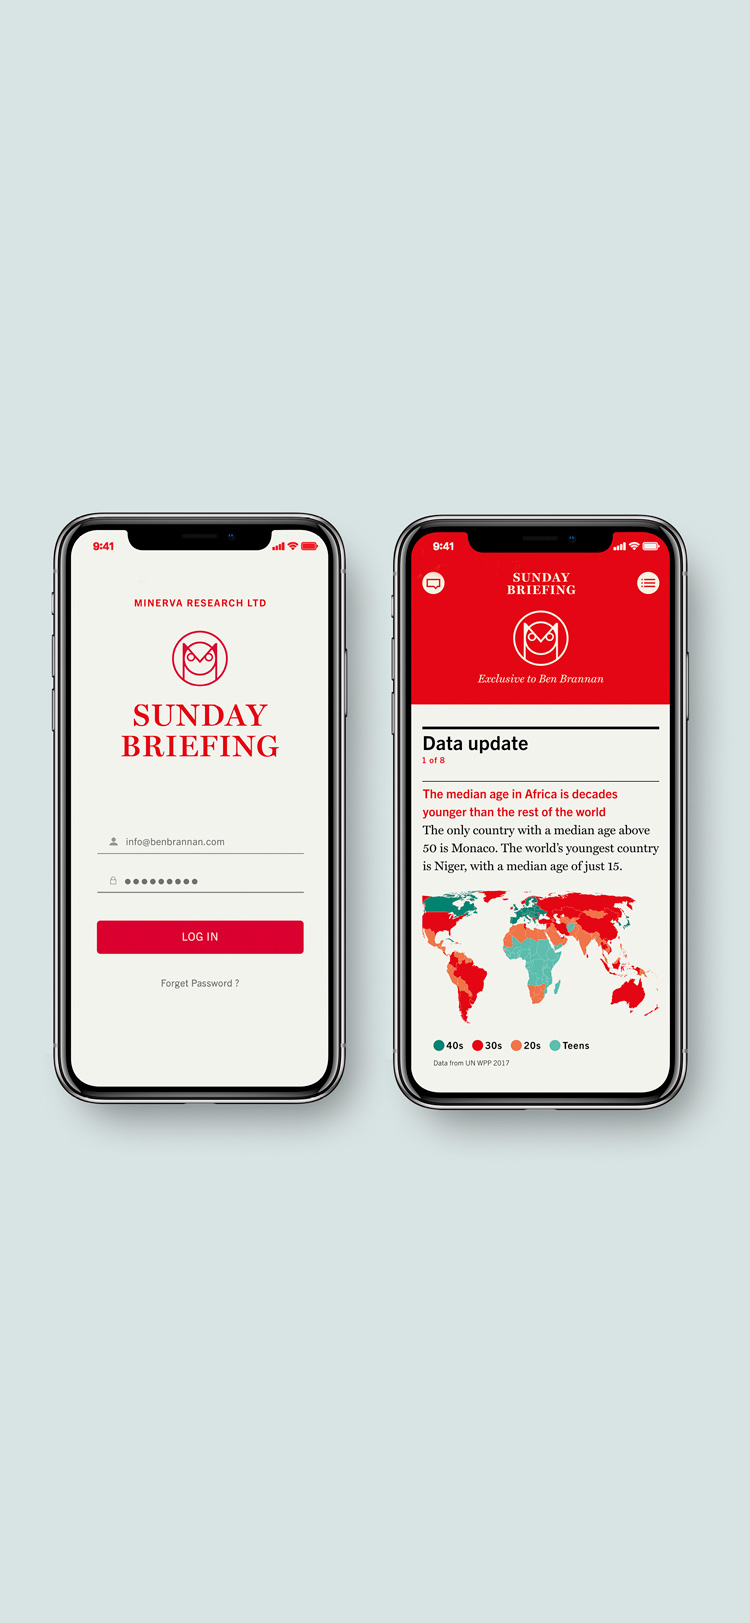 9:41
MINERVA RESEARCH LTD
SUNDAY
BRIEFING
info@benbrannan.com
LOG IN
Forget Password ?
9:41
SUNDAY
BRIEFING
Exclusive to Ben Brannan
Data update
1 of 8
The median age in Africa is decades
younger than the rest of the world
The only country with a median age above
50 is Monaco. The world's youngest country
is Niger, with a median age of just 15.
40s 30s 20s Teens
Data from UN WPP 2017